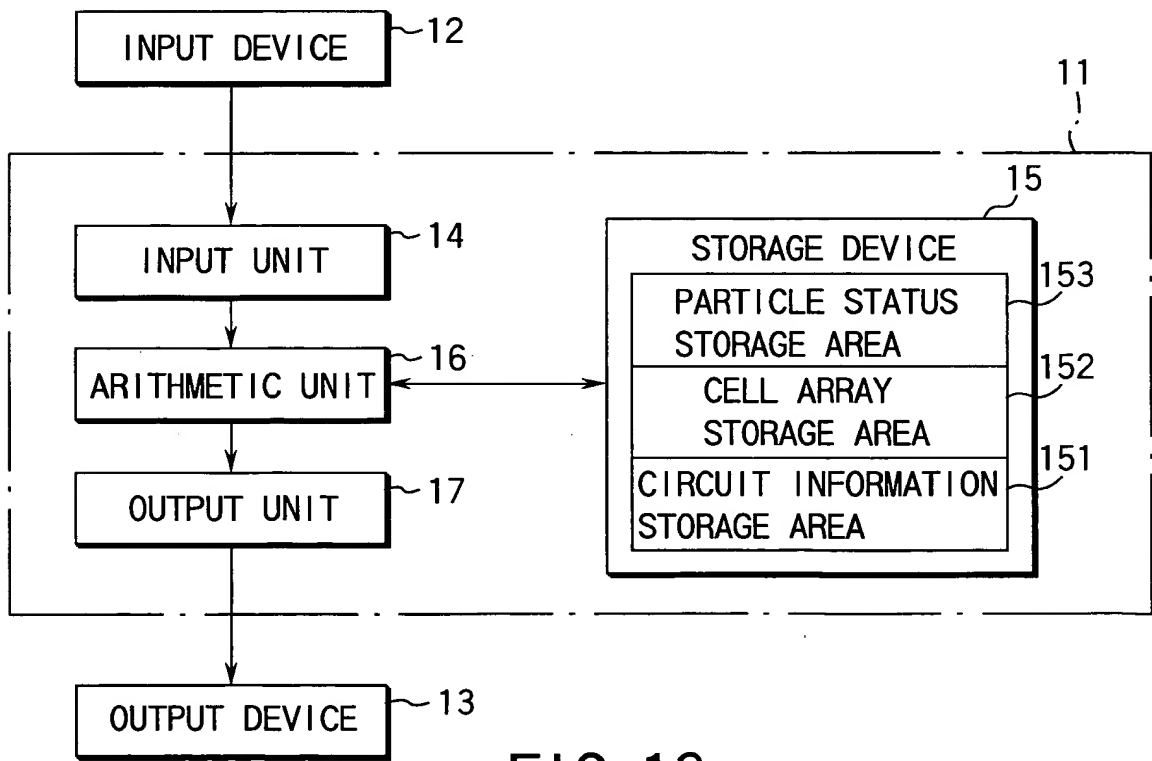 INPUT DEVICE
12
11
INPUT UNIT
14
15
STORAGE DEVICE
153
PARTICLE STATUS
STORAGE AREA
ARITHMETIC UNIT
16
152
CELL ARRAY
STORAGE AREA
OUTPUT UNIT
17
151
CIRCUIT INFORMATION
STORAGE AREA
OUTPUT DEVICE
13